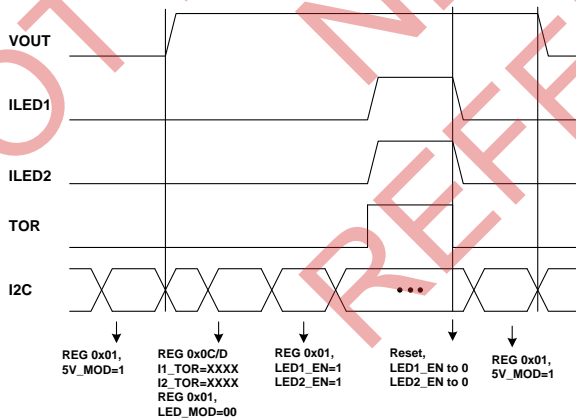 VOUT
ILED1
ILED2
TOR
I2C
REG 0x01,
5V_MOD=1
REG 0x0C/D
I1_TOR=XXXX
I2_TOR=XXXX
REG 0x01,
LED_MOD=00
REG 0x01,
LED1_EN=1
LED2_EN=1
Reset,
LED1_EN to 0
LED2_EN to 0
REG 0x01,
5V_MOD=1